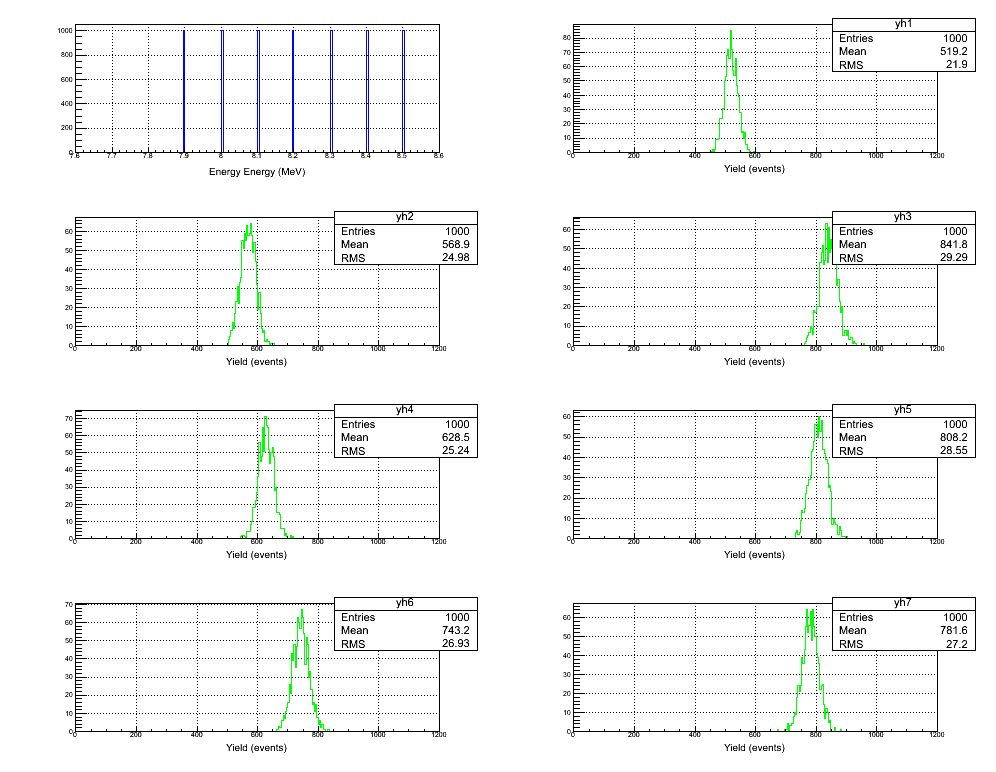 1000
800
600
400
200
0
7.6 7.7 7.8 7.9 8 8.1 8.2 8.3 8.4 8.5 8.6
Energy Energy (MeV)
yh1
Entries 1000
Mean 519.2
RMS 21.9
80
70
60
50
40
30
20
10
0
0 200 400 600 800 1000 1200
Yield (events)
yh2
Entries 1000
Mean 568.9
RMS 24.98
60
50
40
30
20
10
0
0 200 400 600 800 1000 1200
Yield (events)
yh3
Entries 1000
Mean 841.8
RMS 29.29
60
50
40
30
20
10
0
0 200 400 600 800 1000 1200
Yield (events)
yh4
Entries 1000
Mean 628.5
RMS 25.24
70
60
50
40
30
20
10
0
0 200 400 600 800 1000 1200
Yield (events)
yh5
Entries 1000
Mean 808.2
RMS 28.55
60
50
40
30
20
10
0
0 200 400 600 800 1000 1200
Yield (events)
yh6
Entries 1000
Mean 743.2
RMS 26.93
70
60
50
40
30
20
10
0
0 200 400 600 800 1000 1200
Yield (events)
yh7
Entries 1000
Mean 781.6
RMS 27.2
60
50
40
30
20
10
0
0 200 400 600 800 1000 1200
Yield (events)